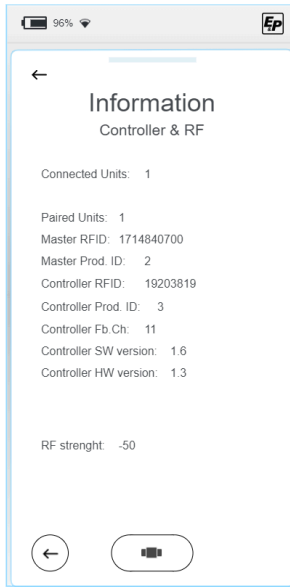 96%
EP
Information
Controller & RF
Connected Units: 1
Paired Units: 1
Master RFID: 1714840700
Master Prod. ID: 2
Controller RFID: 19203819
Controller Prod. ID: 3
Controller Fb.Ch: 11
Controller SW version: 1.6
Controller HW version: 1.3
RF strenght: -50